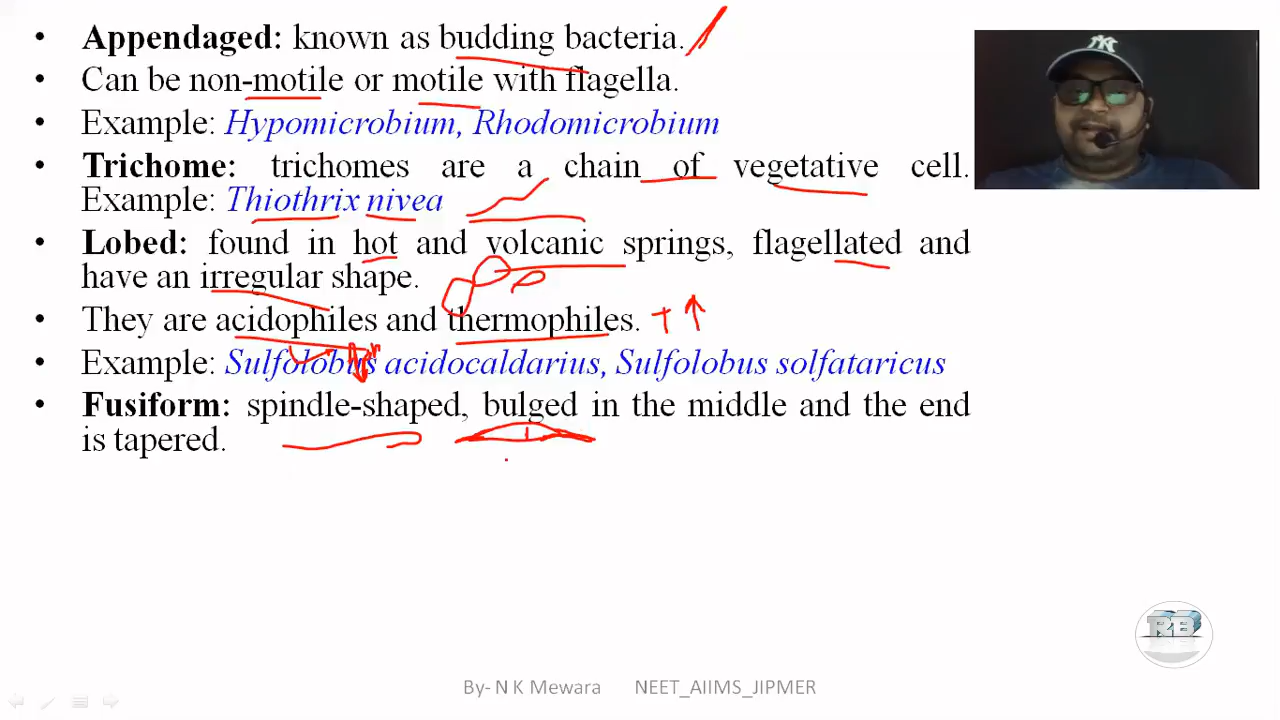 • Appendaged: known as budding bacteria.
• Can be non-motile or motile with flagella.
• Example: Hypomicrobium, Rhodomicrobium
• Trichome: trichomes are a chain of vegetative cell.
Example: Thiothrix nivea
• Lobed: found in hot and volcanic springs, flagellated and
have an irregular shape.
• They are acidophiles and thermophiles.
• Example: Sulfolobus acidocaldarius, Sulfolobus solfataricus
• Fusiform: spindle-shaped, bulged in the middle and the end
is tapered.
RB
By- N K Mewara NEET_AIIMS_JIPMER